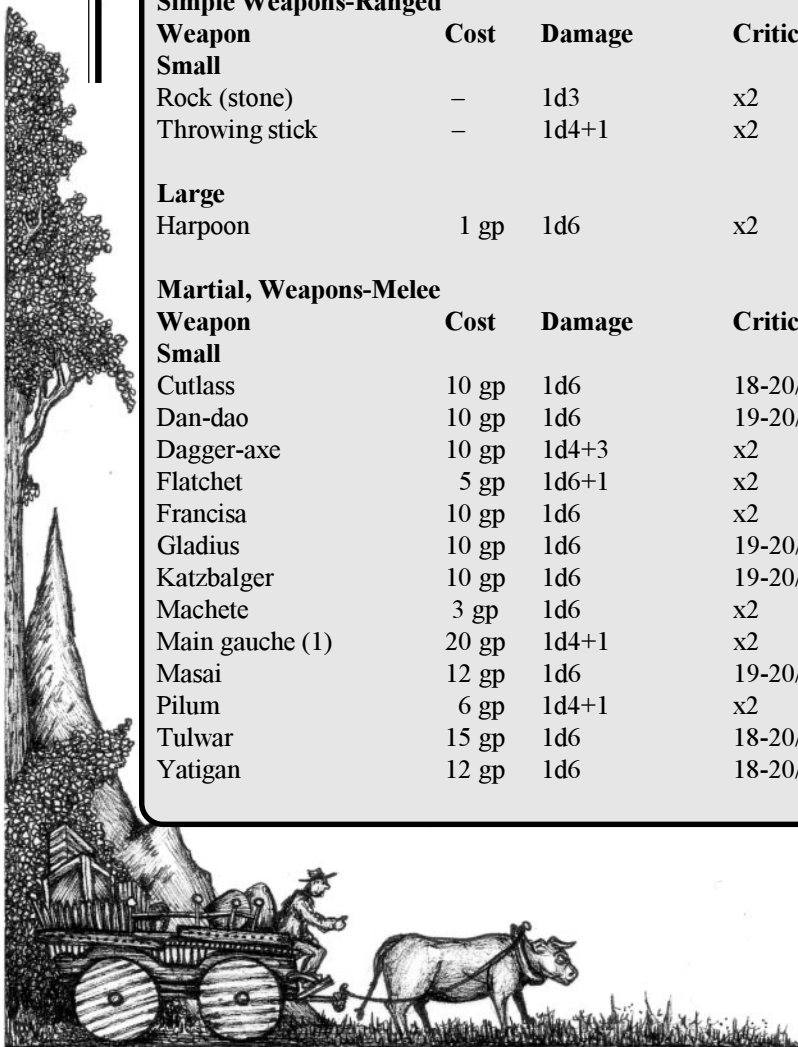 Simple Weapons-Ranged
Weapon Cost Damage Critic
Small
Rock (stone) – 1d3 x2
Throwing stick – 1d4+1 x2
Large
Harpoon 1 gp 1d6 x2
Martial, Weapons-Melee
Weapon Cost Damage Critic
Small
Cutlass 10 gp 1d6 18-20/
Dan-dao 10 gp 1d6 19-20/
Dagger-axe 10 gp 1d4+3 x2
Flatchet 5 gp 1d6+1 x2
Francisa 10 gp 1d6 x2
Gladius 10 gp 1d6 19-20/
Katzbalger 10 gp 1d6 19-20/
Machete 3 gp 1d6 x2
Main gauche (1) 20 gp 1d4+1 x2
Masai 12 gp 1d6 19-20/
Pilum 6 gp 1d4+1 x2
Tulwar 15 gp 1d6 18-20/
Yatigan 12 gp 1d6 18-20/